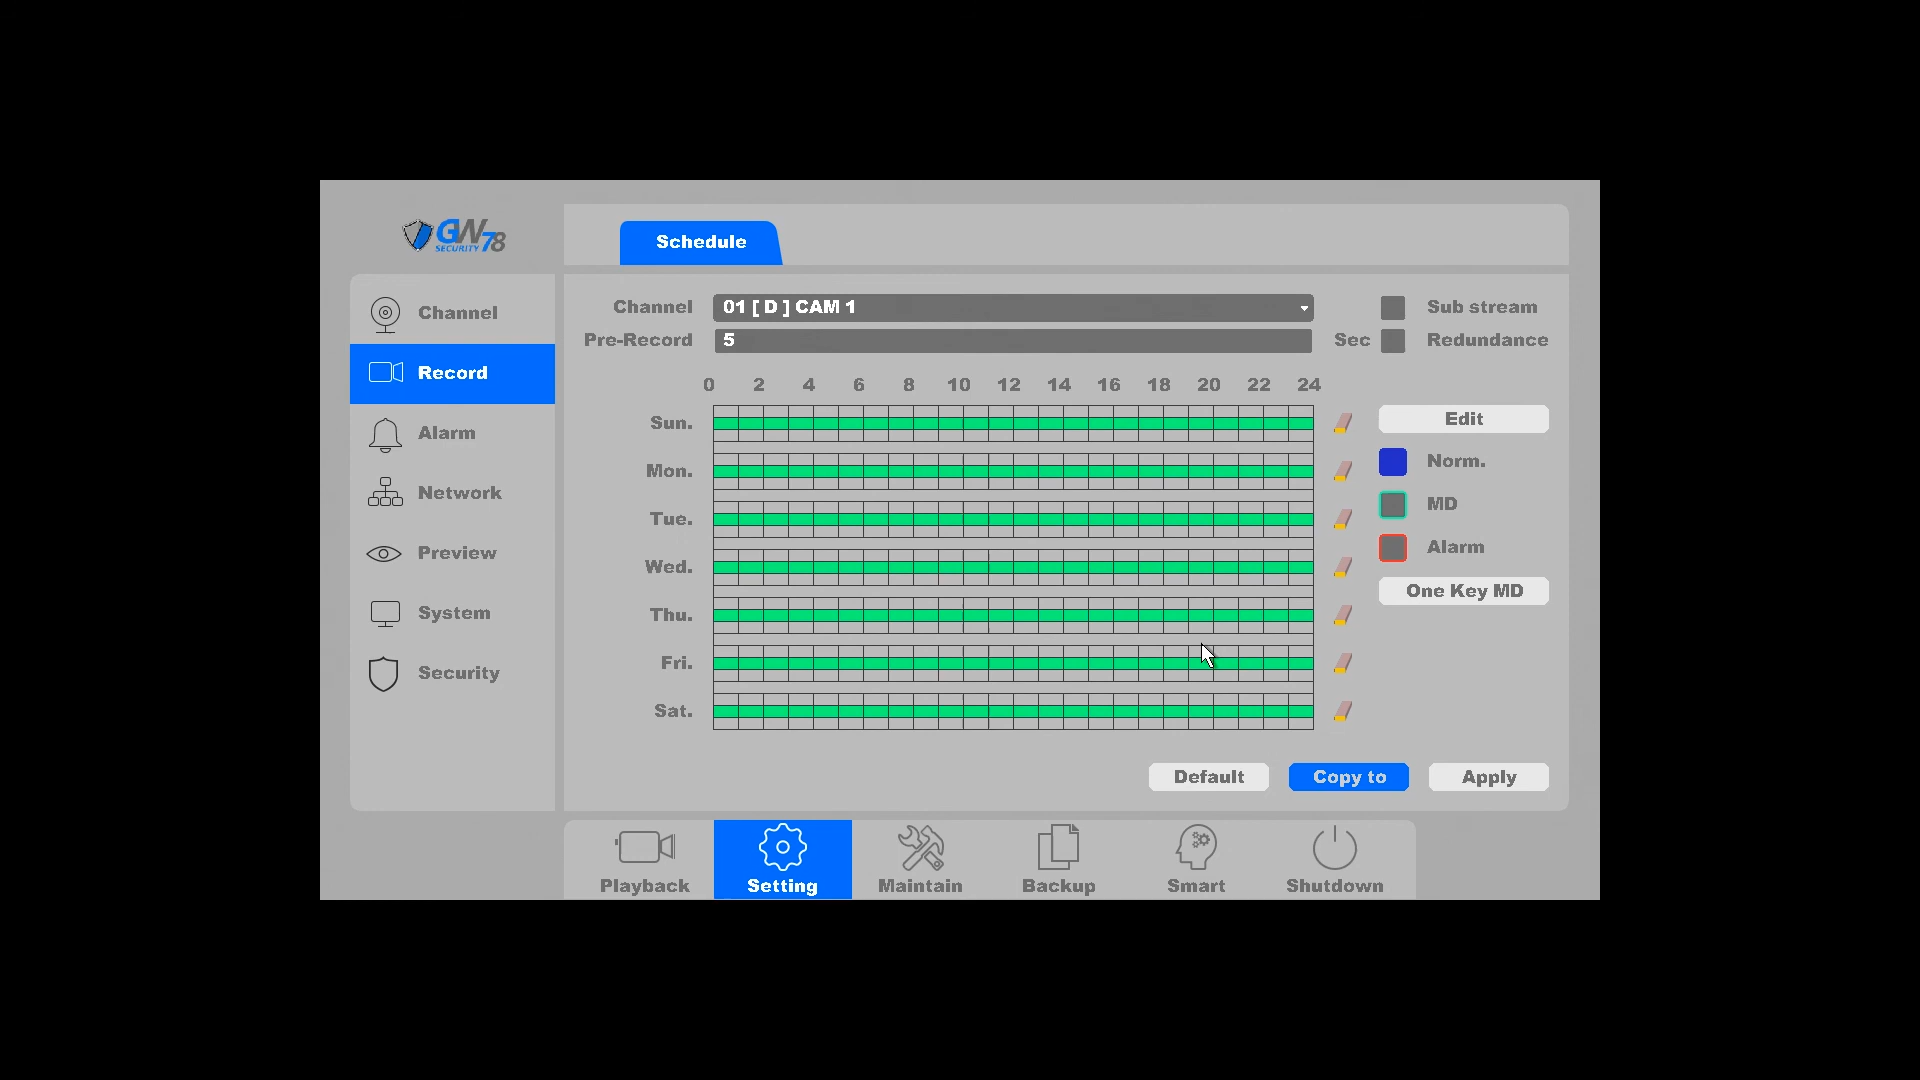 GW78
SECURITY
Schedule
Channel
Record
Alarm
Network
Preview
System
Security
Channel 01 [ D ] CAM 1 Sub stream
Pre-Record 5 Sec Redundance
0 2 4 6 8 10 12 14 16 18 20 22 24
Sun.
Mon.
Tue.
Wed.
Thu.
Fri.
Sat.
Edit
Norm.
MD
Alarm
One Key MD
Default Copy to Apply
Playback Setting Maintain Backup Smart Shutdown